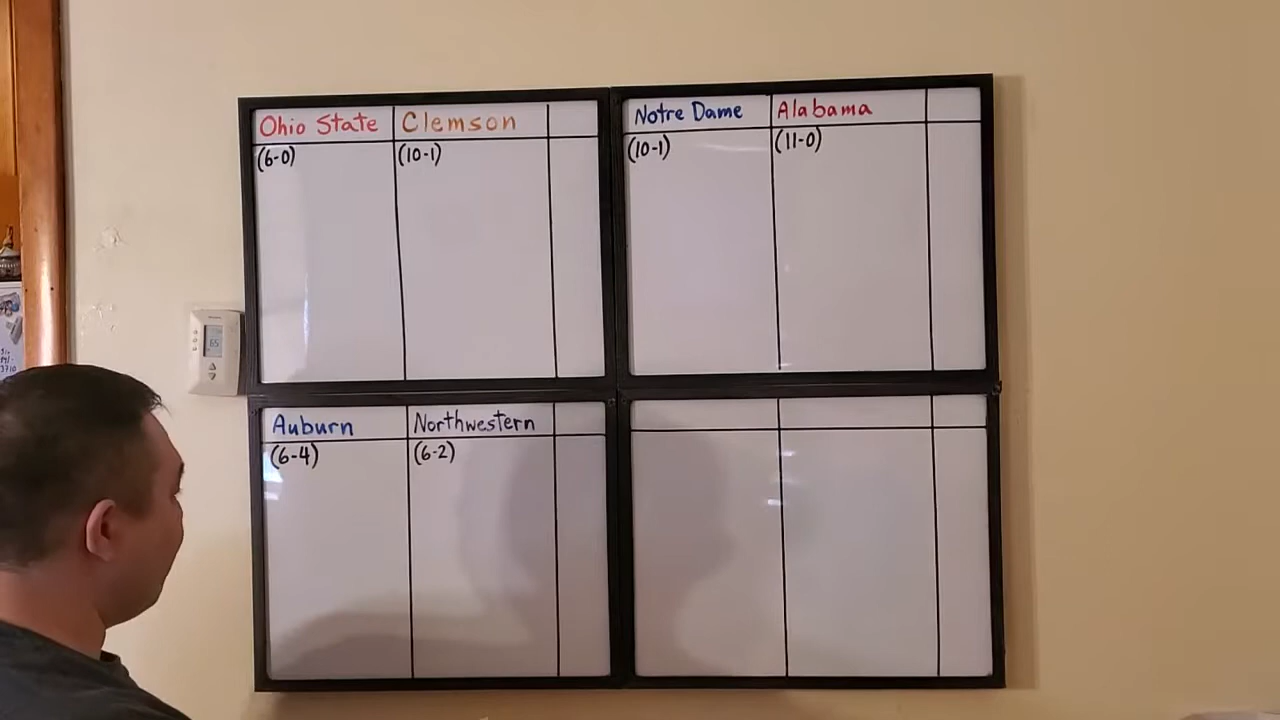 Ohio State Clemson
(6-0) (10-1)
Notre Dame Alabama
(10-1) (11-0)
Auburn Northwestern
(6-4) (6-2)
65